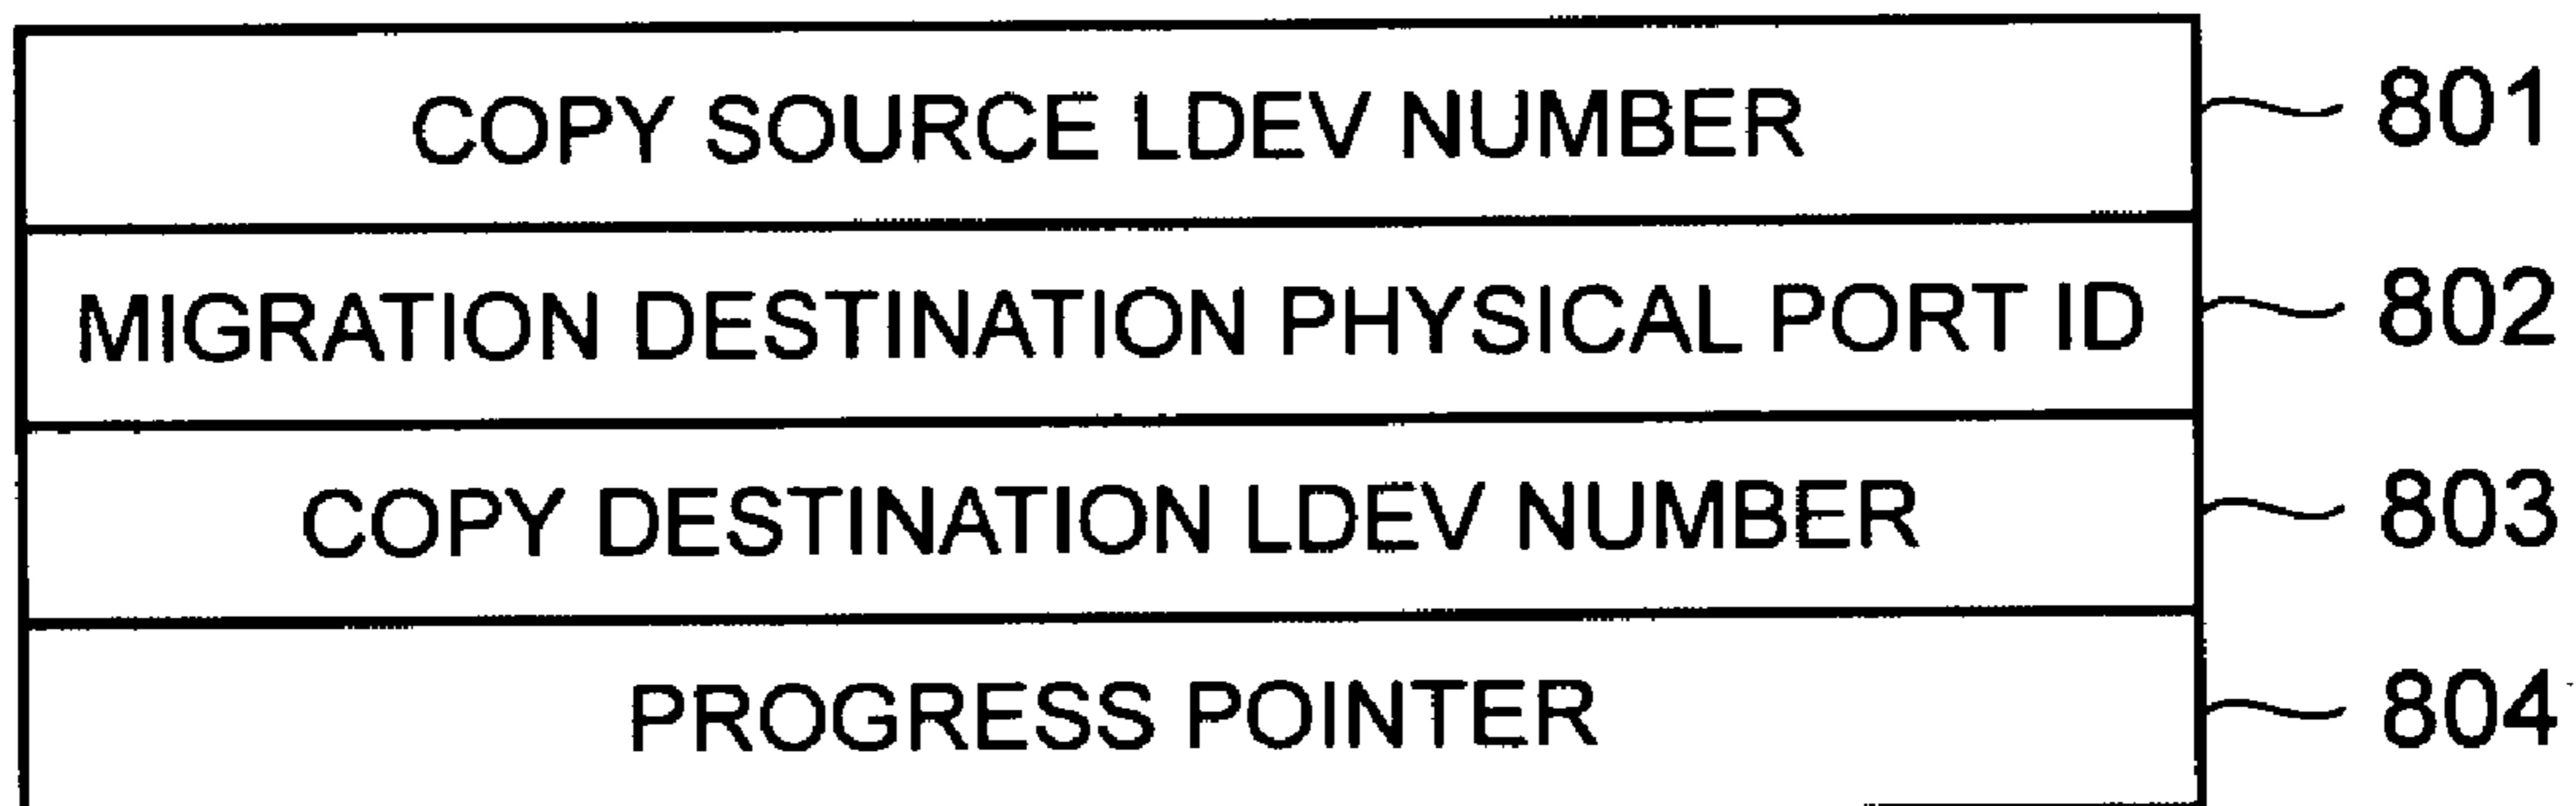 COPY SOURCE LDEV NUMBER 801
MIGRATION DESTINATION PHYSICAL PORT ID 802
COPY DESTINATION LDEV NUMBER 803
PROGRESS POINTER 804